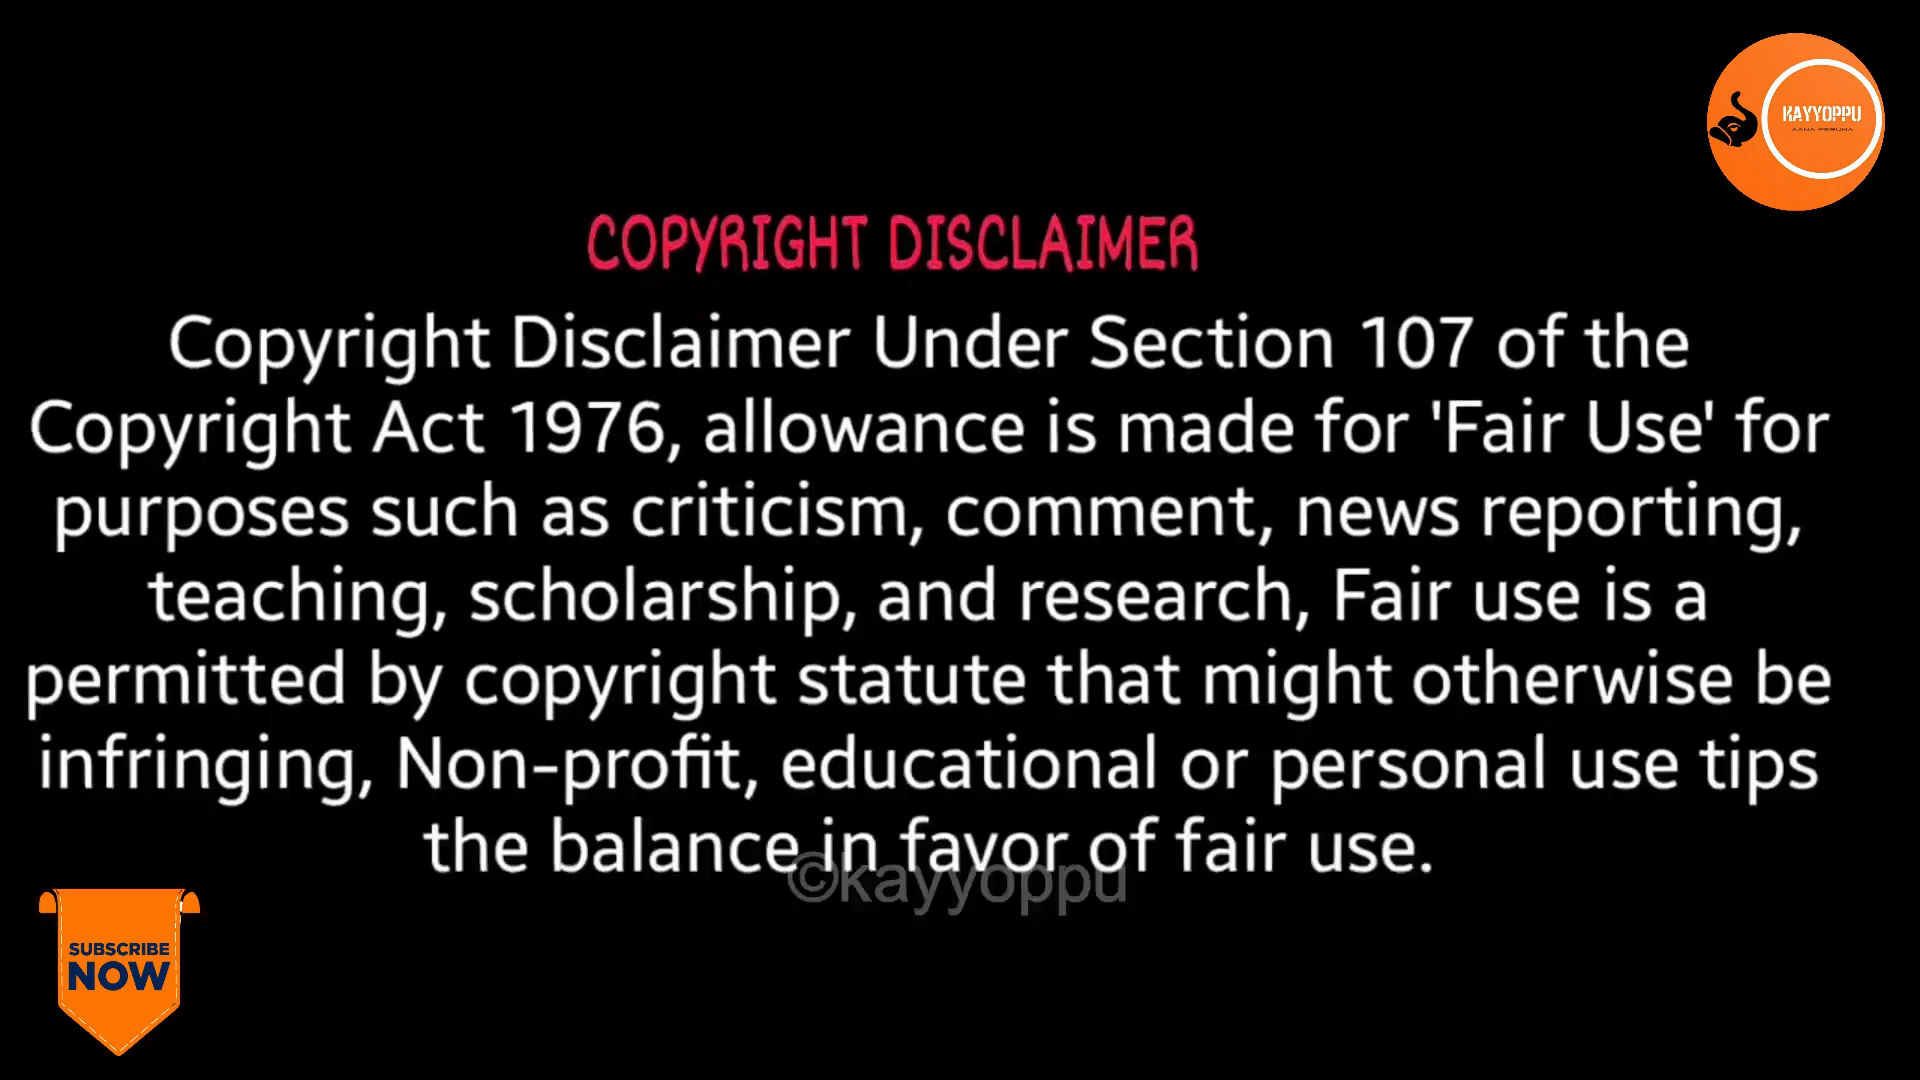 KAYYOPPU
AANA PERUMA
COPYRIGHT DISCLAIMER
Copyright Disclaimer Under Section 107 of the
Copyright Act 1976, allowance is made for 'Fair Use' for
purposes such as criticism, comment, news reporting,
teaching, scholarship, and research, Fair use is a
permitted by copyright statute that might otherwise be
infringing, Non-profit, educational or personal use tips
the balance in favor of fair use.
©kayyoppu
SUBSCRIBE
NOW